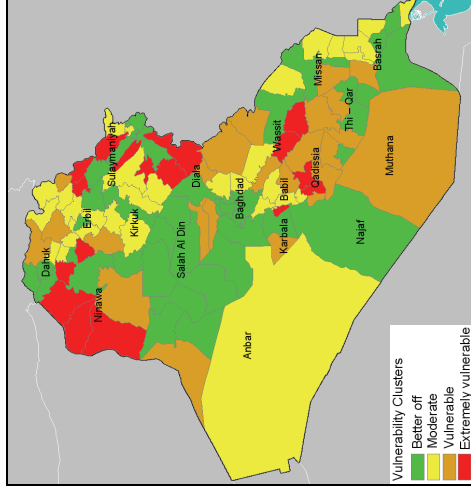 Dahuk
Ninawa
Erbil
Sulaymaniyah
Kirkuk
Salah Al Din
Diala
Anbar
Baghdad
Wassit
Babil
Karbala
Qadissia
Missan
Thi – Qar
Basrah
Najaf
Muthana
Vulnerability Clusters
Better off
Moderate
Vulnerable
Extremely vulnerable